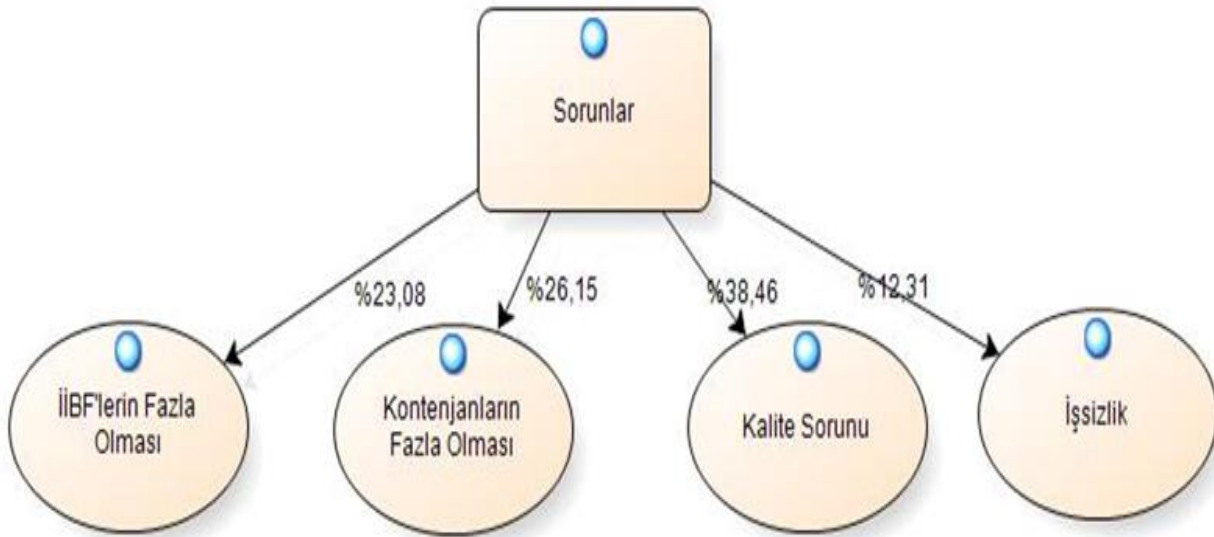 Sorunlar
%23,08
%26,15
%38,46
%12,31
İİBF'lerin Fazla
Olması
Kontenjanların
Fazla Olması
Kalite Sorunu
İşsizlik